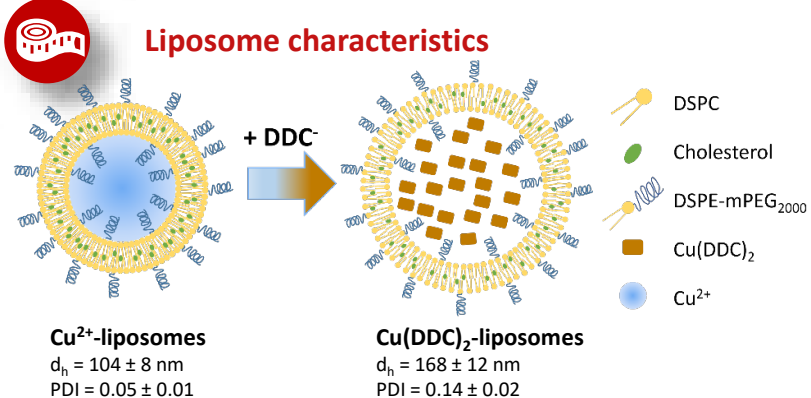 Liposome characteristics
+ DDC⁻
DSPC
Cholesterol
DSPE-mPEG₂₀₀₀
Cu(DDC)₂
Cu²⁺
Cu²⁺-liposomes
dₕ = 104 ± 8 nm
PDI = 0.05 ± 0.01
Cu(DDC)₂-liposomes
dₕ = 168 ± 12 nm
PDI = 0.14 ± 0.02